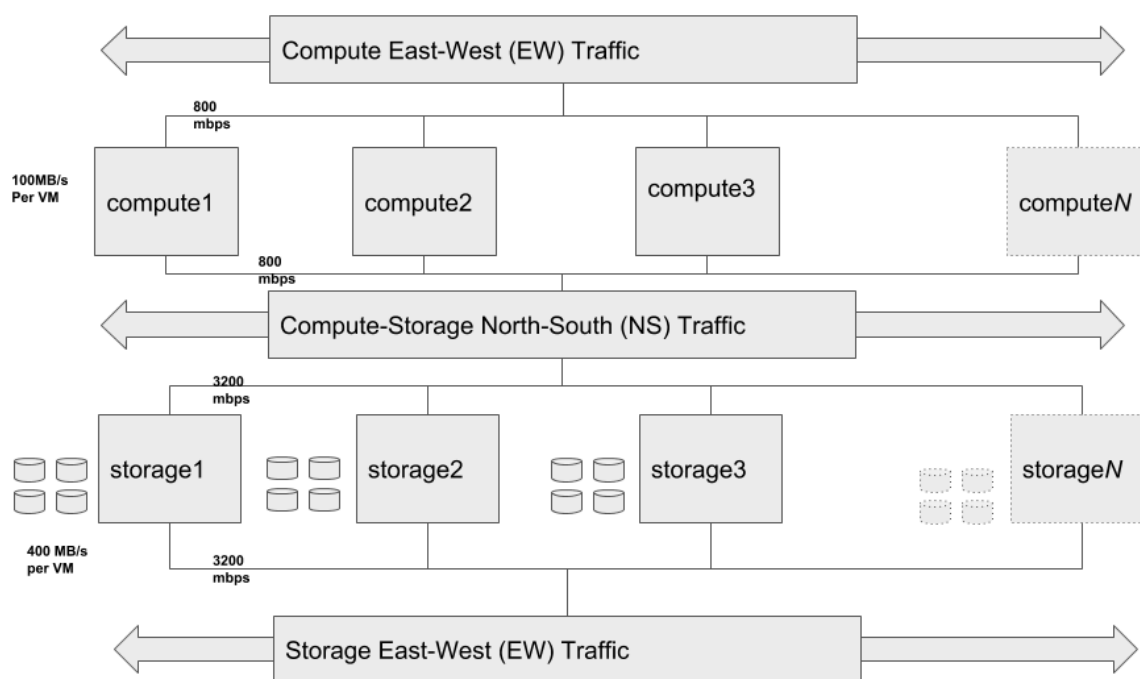 Compute East-West (EW) Traffic
800
mbps
100MB/s
Per VM
compute1
compute2
compute3
computeN
800
mbps
Compute-Storage North-South (NS) Traffic
3200
mbps
storage1
storage2
storage3
storageN
400 MB/s
per VM
3200
mbps
Storage East-West (EW) Traffic